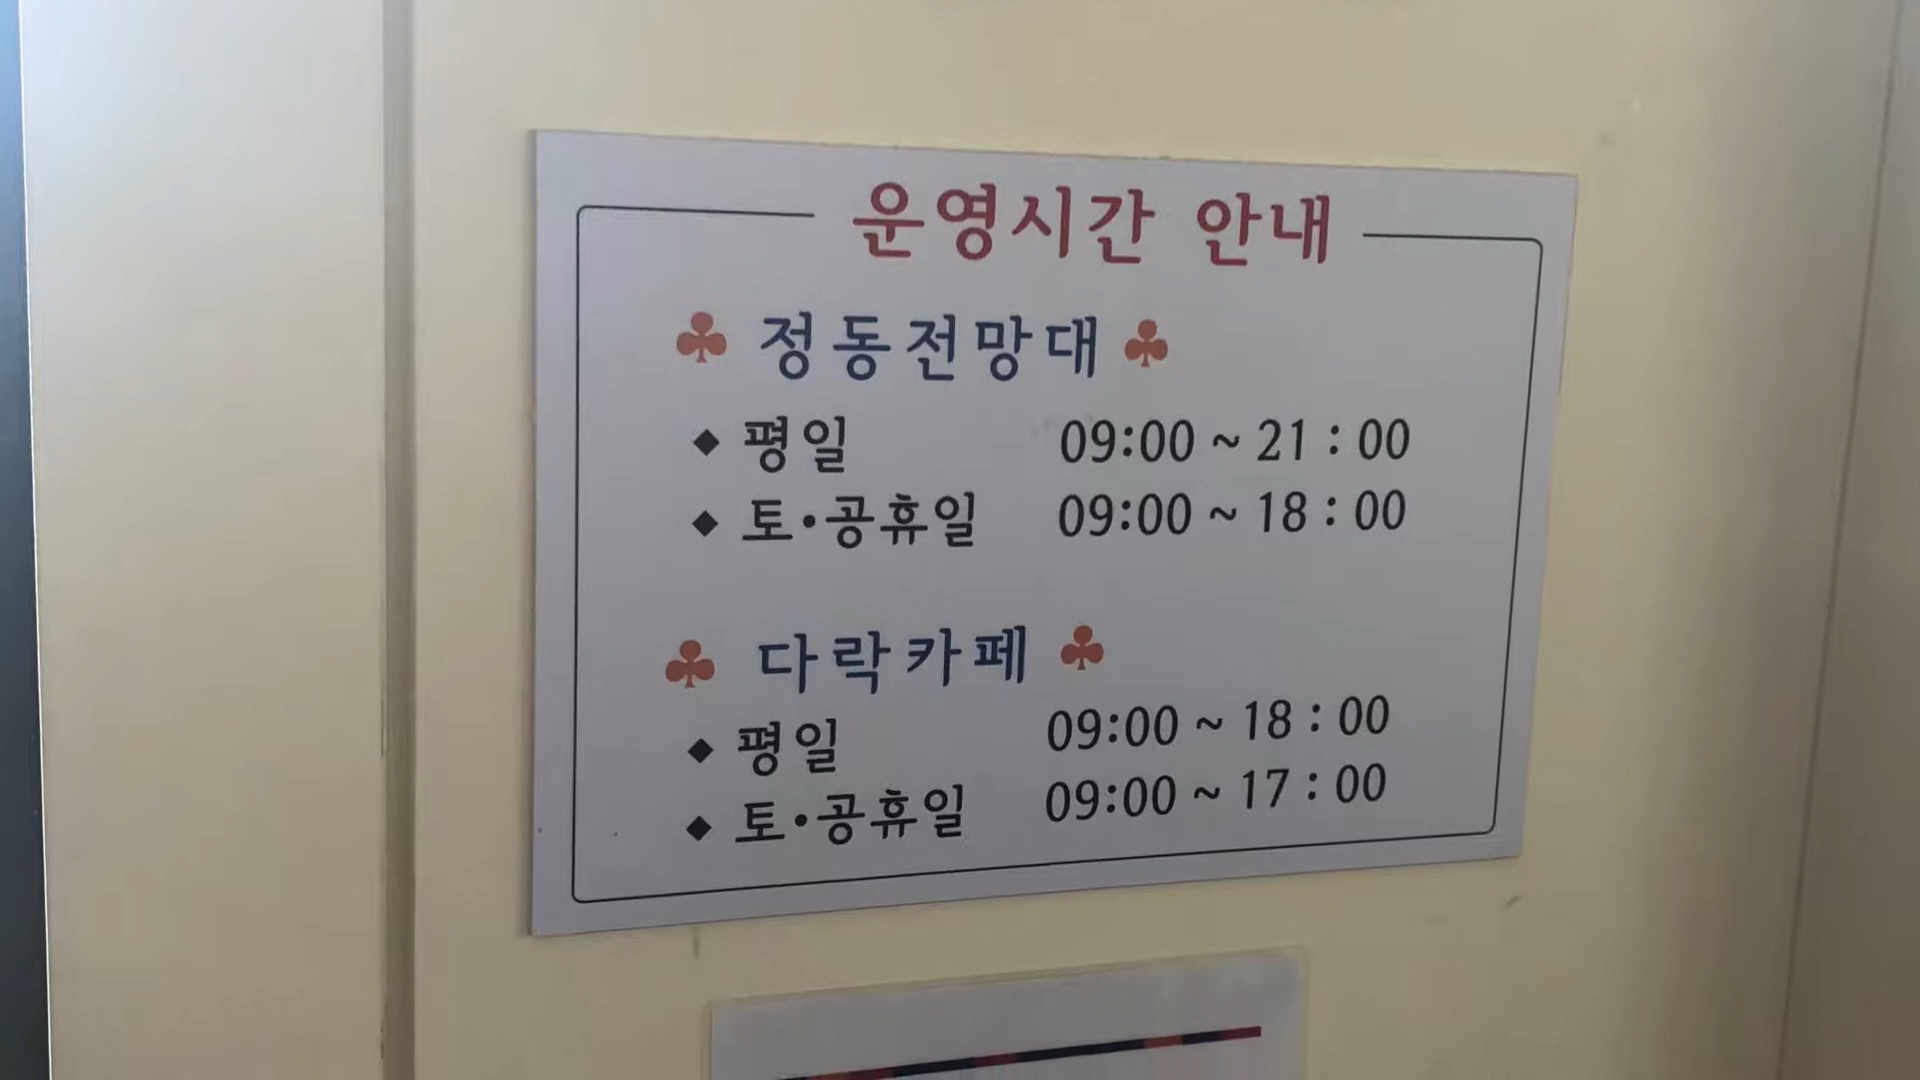 운영시간 안내
♣ 정동전망대 ♣
◆ 평일 09:00 ~ 21 : 00
◆ 토·공휴일 09:00 ~ 18 : 00
♣ 다락카페 ♣
◆ 평일 09:00 ~ 18 : 00
◆ 토·공휴일 09:00 ~ 17 : 00